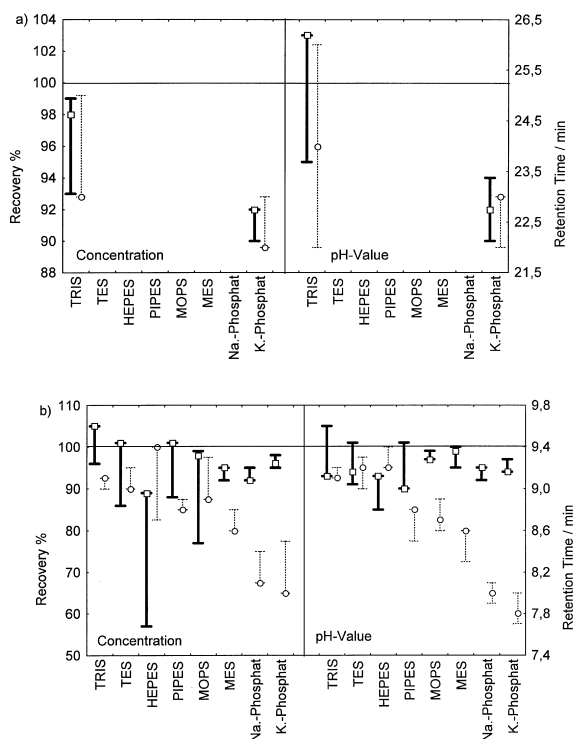 a)
104
102
100
98
96
94
92
90
88
Recovery %
Concentration
pH-Value
26,5
25,5
24,5
23,5
22,5
21,5
Retention Time / min
TRIS
TES
HEPES
PIPES
MOPS
MES
Na.-Phosphat
K.-Phosphat
TRIS
TES
HEPES
PIPES
MOPS
MES
Na.-Phosphat
K.-Phosphat
b)
110
100
90
80
70
60
50
Recovery %
Concentration
pH-Value
9,8
9,4
9,0
8,6
8,2
7,8
7,4
Retention Time / min
TRIS
TES
HEPES
PIPES
MOPS
MES
Na.-Phosphat
K.-Phosphat
TRIS
TES
HEPES
PIPES
MOPS
MES
Na.-Phosphat
K.-Phosphat